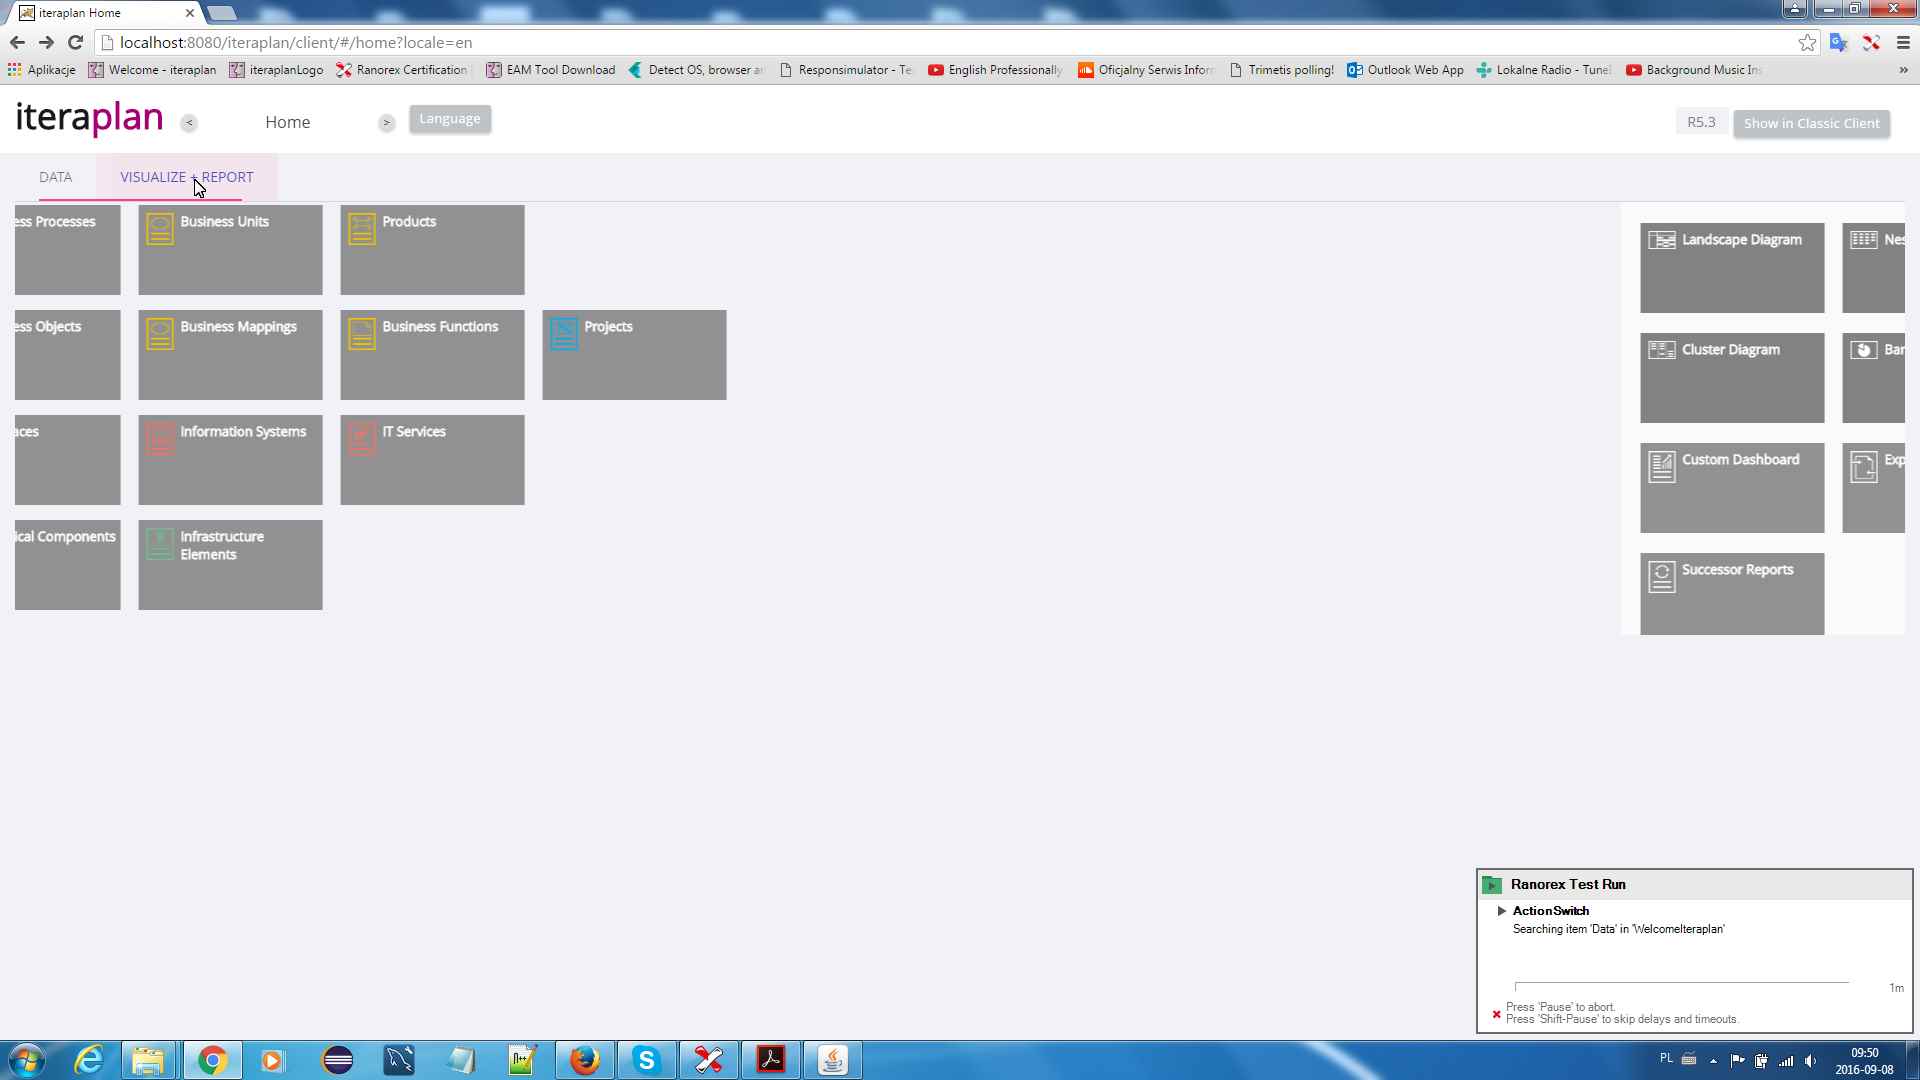 iteraplan Home
localhost:8080/iteraplan/client/#/home?locale=en
Aplikacje Welcome - iteraplan iteraplanLogo Ranorex Certification EAM Tool Download Detect OS, browser an Responsimulator - Te English Professionally Oficjalny Serwis Inform Trimetis polling! Outlook Web App Lokalne Radio - Tunel Background Music Ins »
iteraplan < Home > Language R5.3 Show in Classic Client
DATA VISUALIZE + REPORT
ess Processes Business Units Products
Landscape Diagram Nes
ess Objects Business Mappings Business Functions Projects
Cluster Diagram Bar
aces Information Systems IT Services
Custom Dashboard Exp
ical Components Infrastructure
Elements
Successor Reports
Ranorex Test Run
ActionSwitch
Searching item 'Data' in 'WelcomeIteraplan'
1m
Press 'Pause' to abort.
Press 'Shift-Pause' to skip delays and timeouts.
PL
09:50
2016-09-08